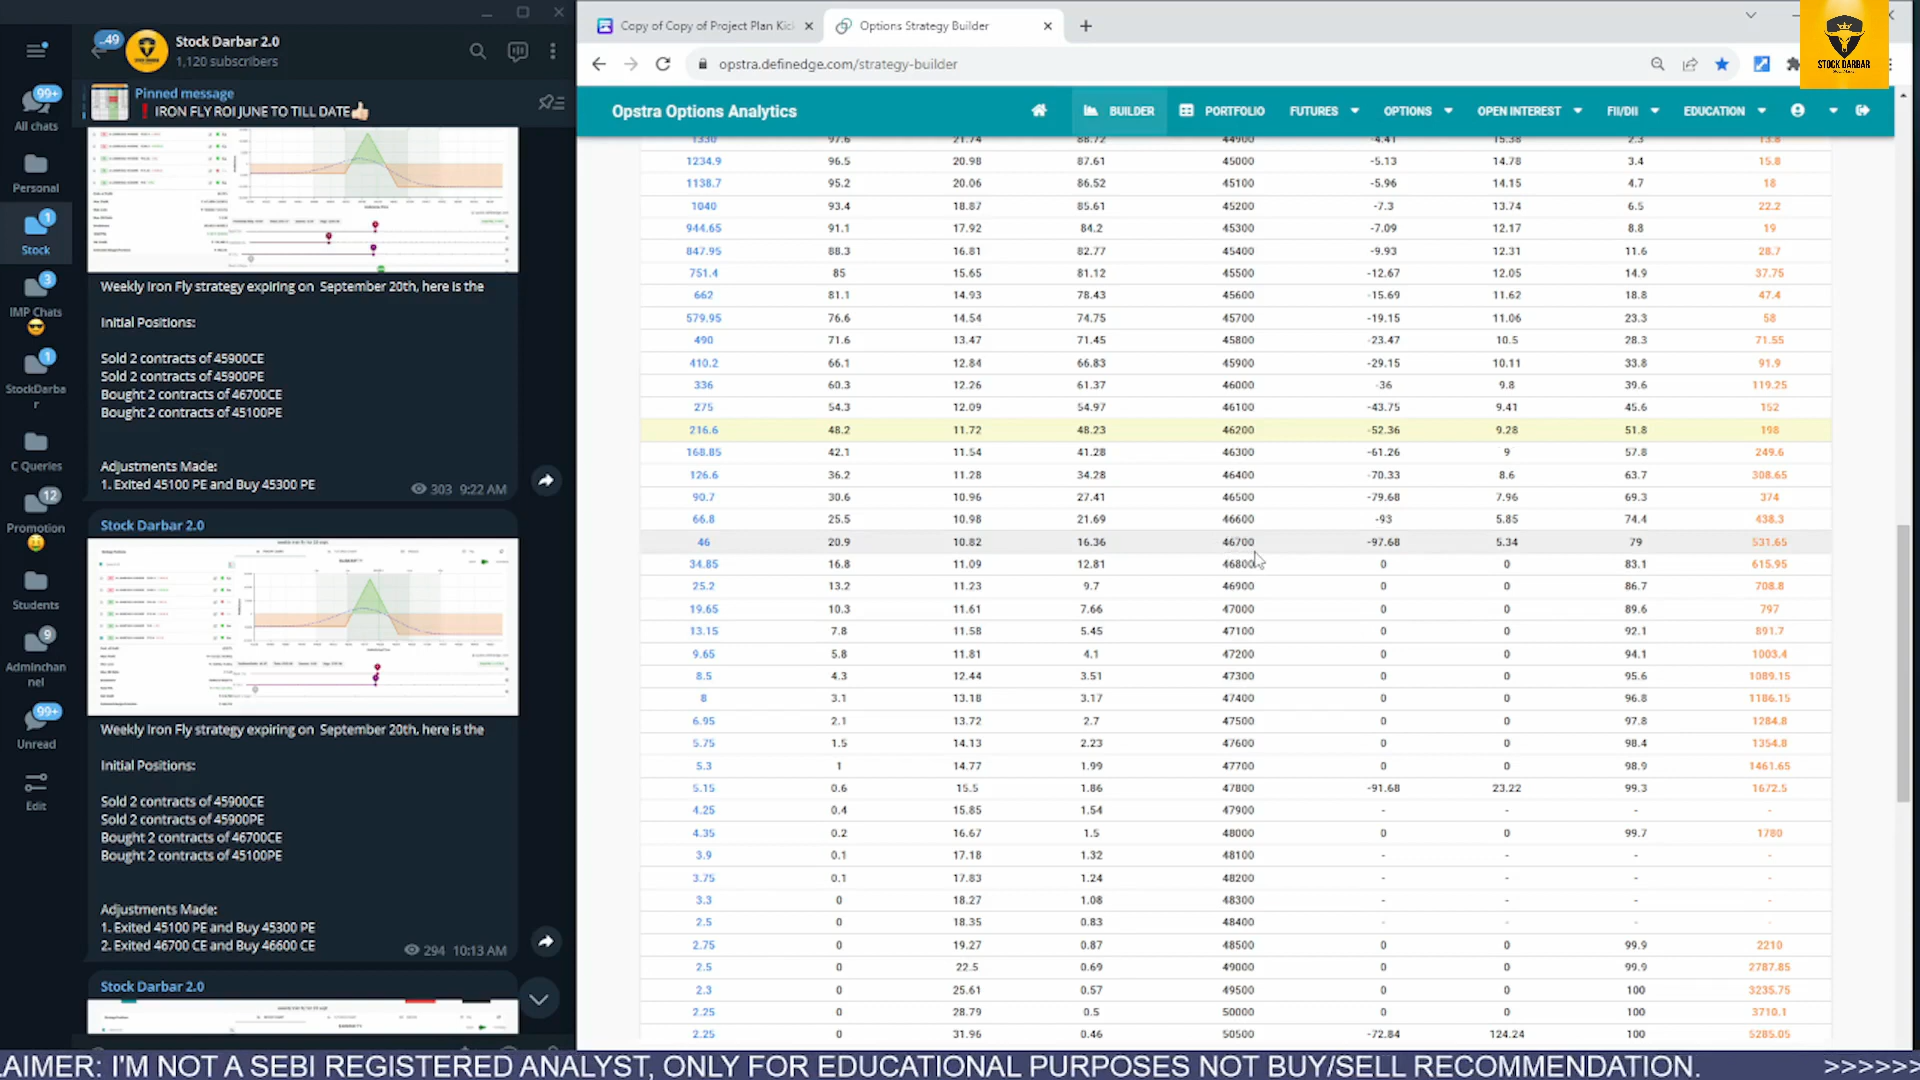 49
Stock Darbar 2.0
1,120 subscribers
Pinned message
❗ IRON FLY ROI JUNE TO TILL DATE👍
99+
All chats
Personal
1
Stock
3
IMP Chats
😎
1
StockDarba
r
C Queries
12
Promotion
🤑
Students
9
Adminchan
nel
99+
Unread
Edit
Weekly Iron Fly strategy expiring on September 20th, here is the
Initial Positions:
Sold 2 contracts of 45900CE
Sold 2 contracts of 45900PE
Bought 2 contracts of 46700CE
Bought 2 contracts of 45100PE
Adjustments Made:
1. Exited 45100 PE and Buy 45300 PE
303 9:22 AM
Stock Darbar 2.0
Weekly Iron Fly strategy expiring on September 20th, here is the
Initial Positions:
Sold 2 contracts of 45900CE
Sold 2 contracts of 45900PE
Bought 2 contracts of 46700CE
Bought 2 contracts of 45100PE
Adjustments Made:
1. Exited 45100 PE and Buy 45300 PE
2. Exited 46700 CE and Buy 46600 CE
294 10:13 AM
Stock Darbar 2.0
Copy of Copy of Project Plan Kick
Options Strategy Builder
opstra.definedge.com/strategy-builder
STOCK DARBAR
Opstra Options Analytics
BUILDER PORTFOLIO FUTURES OPTIONS OPEN INTEREST FII/DII EDUCATION
1330 97.6 21.74 88.72 44900 -4.41 15.38 2.3 13.8
1234.9 96.5 20.98 87.61 45000 -5.13 14.78 3.4 15.8
1138.7 95.2 20.06 86.52 45100 -5.96 14.15 4.7 18
1040 93.4 18.87 85.61 45200 -7.3 13.74 6.5 22.2
944.65 91.1 17.92 84.2 45300 -7.09 12.17 8.8 19
847.95 88.3 16.81 82.77 45400 -9.93 12.31 11.6 28.7
751.4 85 15.65 81.12 45500 -12.67 12.05 14.9 37.75
662 81.1 14.93 78.43 45600 -15.69 11.62 18.8 47.4
579.95 76.6 14.54 74.75 45700 -19.15 11.06 23.3 58
490 71.6 13.47 71.45 45800 -23.47 10.5 28.3 71.55
410.2 66.1 12.84 66.83 45900 -29.15 10.11 33.8 91.9
336 60.3 12.26 61.37 46000 -36 9.8 39.6 119.25
275 54.3 12.09 54.97 46100 -43.75 9.41 45.6 152
216.6 48.2 11.72 48.23 46200 -52.36 9.28 51.8 198
168.85 42.1 11.54 41.28 46300 -61.26 9 57.8 249.6
126.6 36.2 11.28 34.28 46400 -70.33 8.6 63.7 308.65
90.7 30.6 10.96 27.41 46500 -79.68 7.96 69.3 374
66.8 25.5 10.98 21.69 46600 -93 5.85 74.4 438.3
46 20.9 10.82 16.36 46700 -97.68 5.34 79 531.65
34.85 16.8 11.09 12.81 46800 0 0 83.1 615.95
25.2 13.2 11.23 9.7 46900 0 0 86.7 708.8
19.65 10.3 11.61 7.66 47000 0 0 89.6 797
13.15 7.8 11.58 5.45 47100 0 0 92.1 891.7
9.65 5.8 11.81 4.1 47200 0 0 94.1 1003.4
8.5 4.3 12.44 3.51 47300 0 0 95.6 1089.15
8 3.1 13.18 3.17 47400 0 0 96.8 1186.15
6.95 2.1 13.72 2.7 47500 0 0 97.8 1284.8
5.75 1.5 14.13 2.23 47600 0 0 98.4 1354.8
5.3 1 14.77 1.99 47700 0 0 98.9 1461.65
5.15 0.6 15.5 1.86 47800 -91.68 23.22 99.3 1672.5
4.25 0.4 15.85 1.54 47900 - - - -
4.35 0.2 16.67 1.5 48000 0 0 99.7 1780
3.9 0.1 17.18 1.32 48100 - - - -
3.75 0.1 17.83 1.24 48200 - - - -
3.3 0 18.27 1.08 48300 - - - -
2.5 0 18.35 0.83 48400 - - - -
2.75 0 19.27 0.87 48500 0 0 99.9 2210
2.5 0 22.5 0.69 49000 0 0 99.9 2787.85
2.3 0 25.61 0.57 49500 0 0 100 3235.75
2.25 0 28.79 0.5 50000 0 0 100 3710.1
2.25 0 31.96 0.46 50500 -72.84 124.24 100 5285.05
AIMER: I'M NOT A SEBI REGISTERED ANALYST, ONLY FOR EDUCATIONAL PURPOSES NOT BUY/SELL RECOMMENDATION. >>>>>>